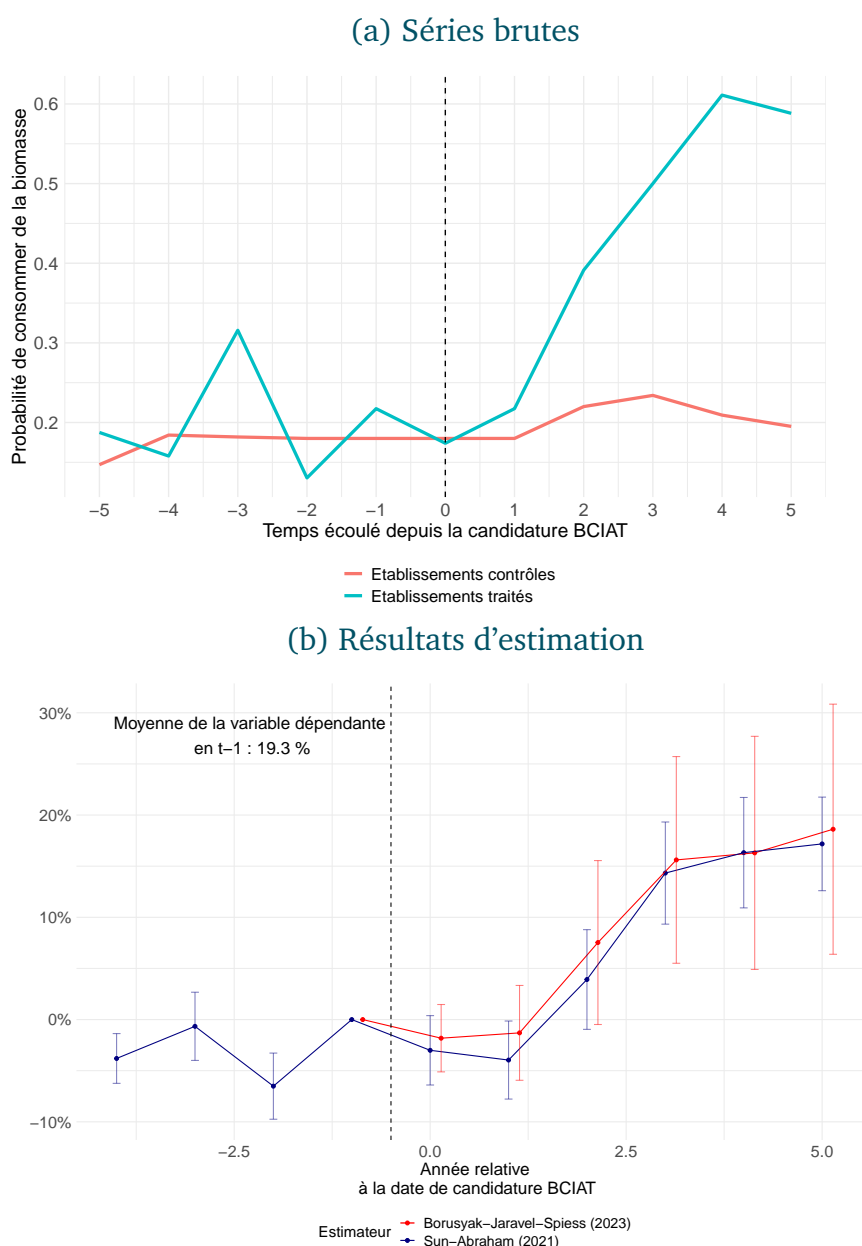 (a) Séries brutes
0.6
0.5
0.4
0.3
0.2
Probabilité de consommer de la biomasse
−5 −4 −3 −2 −1 0 1 2 3 4 5
Temps écoulé depuis la candidature BCIAT
Etablissements contrôles
Etablissements traités
(b) Résultats d'estimation
30%
20%
10%
0%
−10%
Moyenne de la variable dépendante
en t−1 : 19.3 %
−2.5 0.0 2.5 5.0
Année relative
à la date de candidature BCIAT
Estimateur
Borusyak−Jaravel−Spiess (2023)
Sun−Abraham (2021)